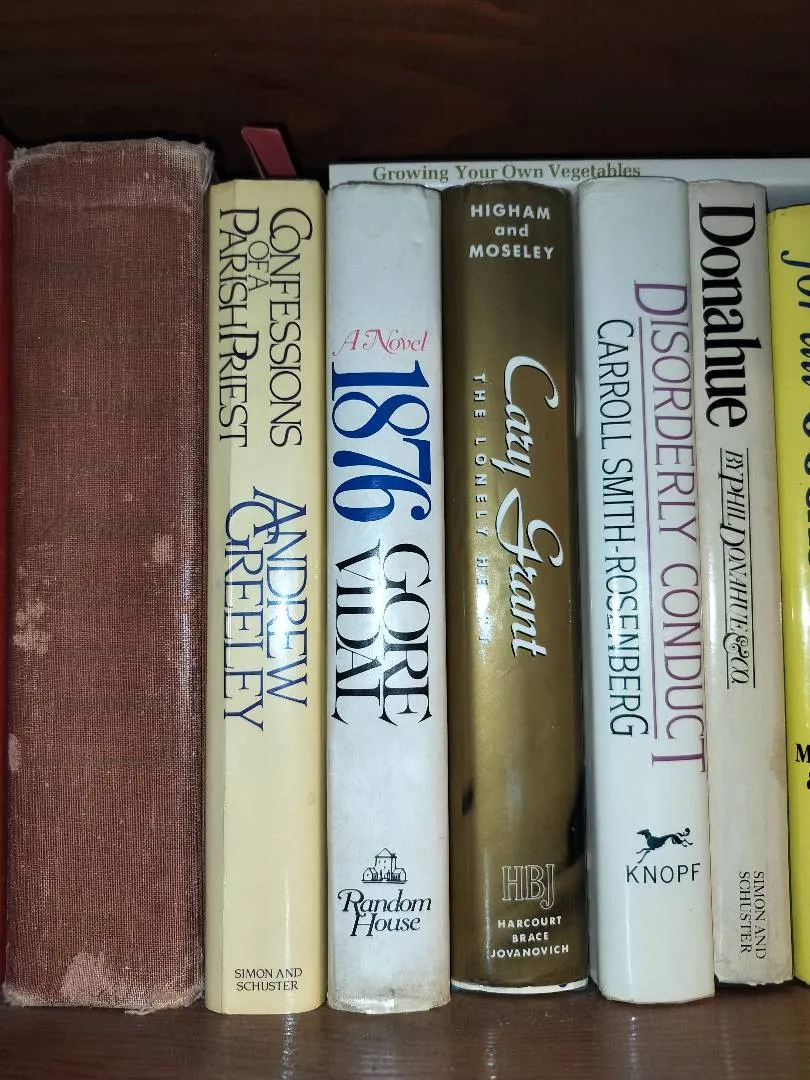 Growing Your Own Vegetables
CONFESSIONS
OF A
PARISH PRIEST
ANDREW
GREELEY
SIMON AND
SCHUSTER
A Novel
1876
GORE
VIDAL
Random
House
HIGHAM
and
MOSELEY
Cary Grant
THE LONELY
HBJ
HARCOURT
BRACE
JOVANOVICH
DISORDERLY CONDUCT
CARROLL SMITH-ROSENBERG
KNOPF
Donahue
BY PHIL DONAHUE & CO.
SIMON AND
SCHUSTER